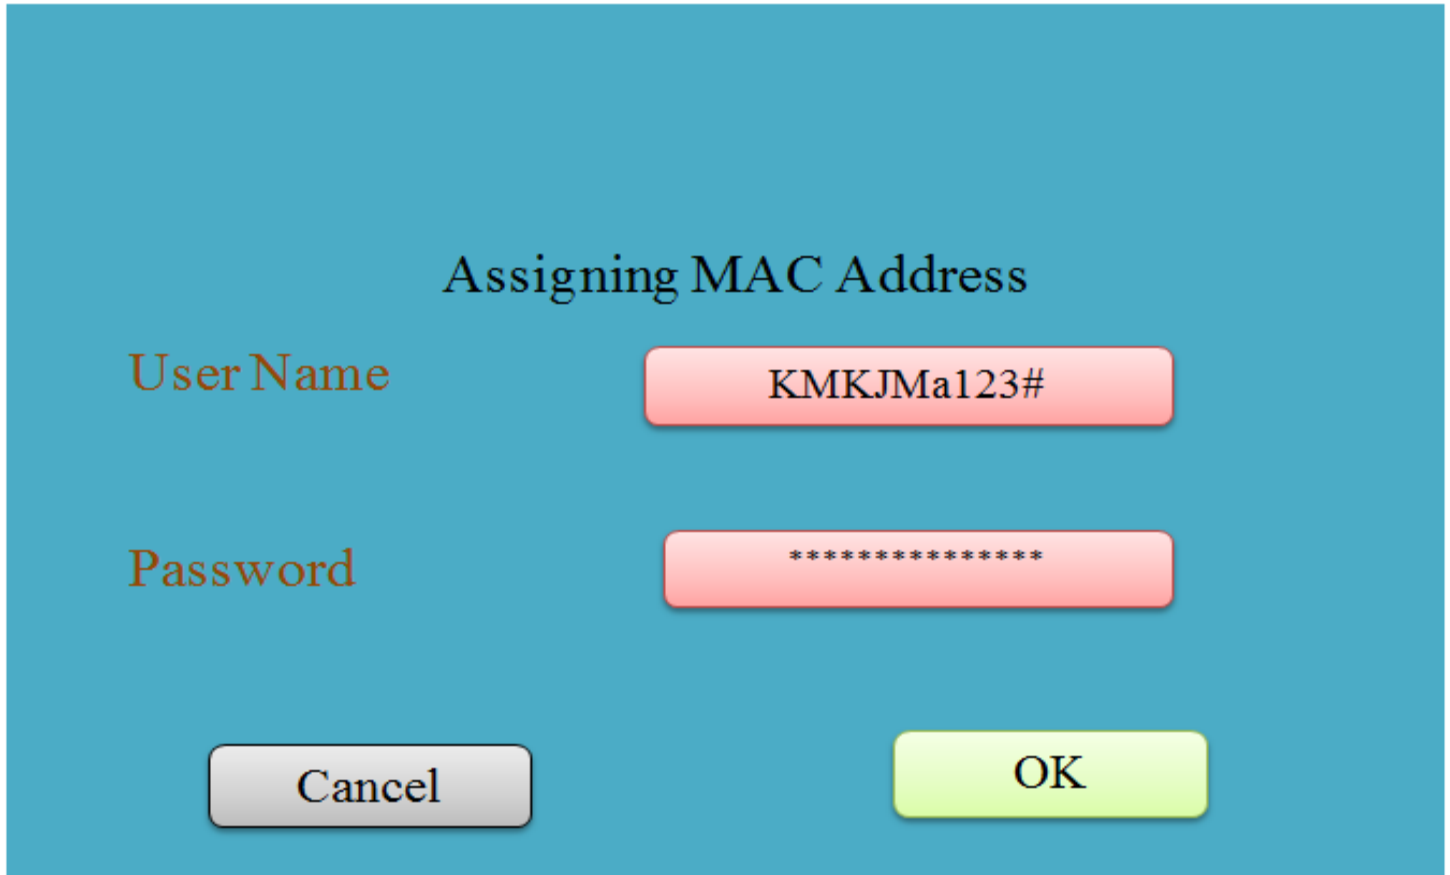 Assigning MAC Address
User Name
KMKJMa123#
Password
***************
Cancel
OK